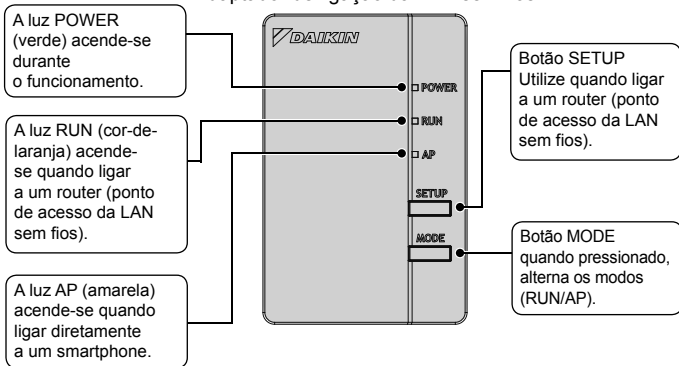 A luz POWER
(verde) acende-se
durante
o funcionamento.
A luz RUN (cor-de-
laranja) acende-
se quando ligar
a um router (ponto
de acesso da LAN
sem fios).
A luz AP (amarela)
acende-se quando
ligar diretamente
a um smartphone.
DAIKIN
POWER
RUN
AP
SETUP
MODE
Botão SETUP
Utilize quando ligar
a um router (ponto
de acesso da LAN
sem fios).
Botão MODE
quando pressionado,
alterna os modos
(RUN/AP).